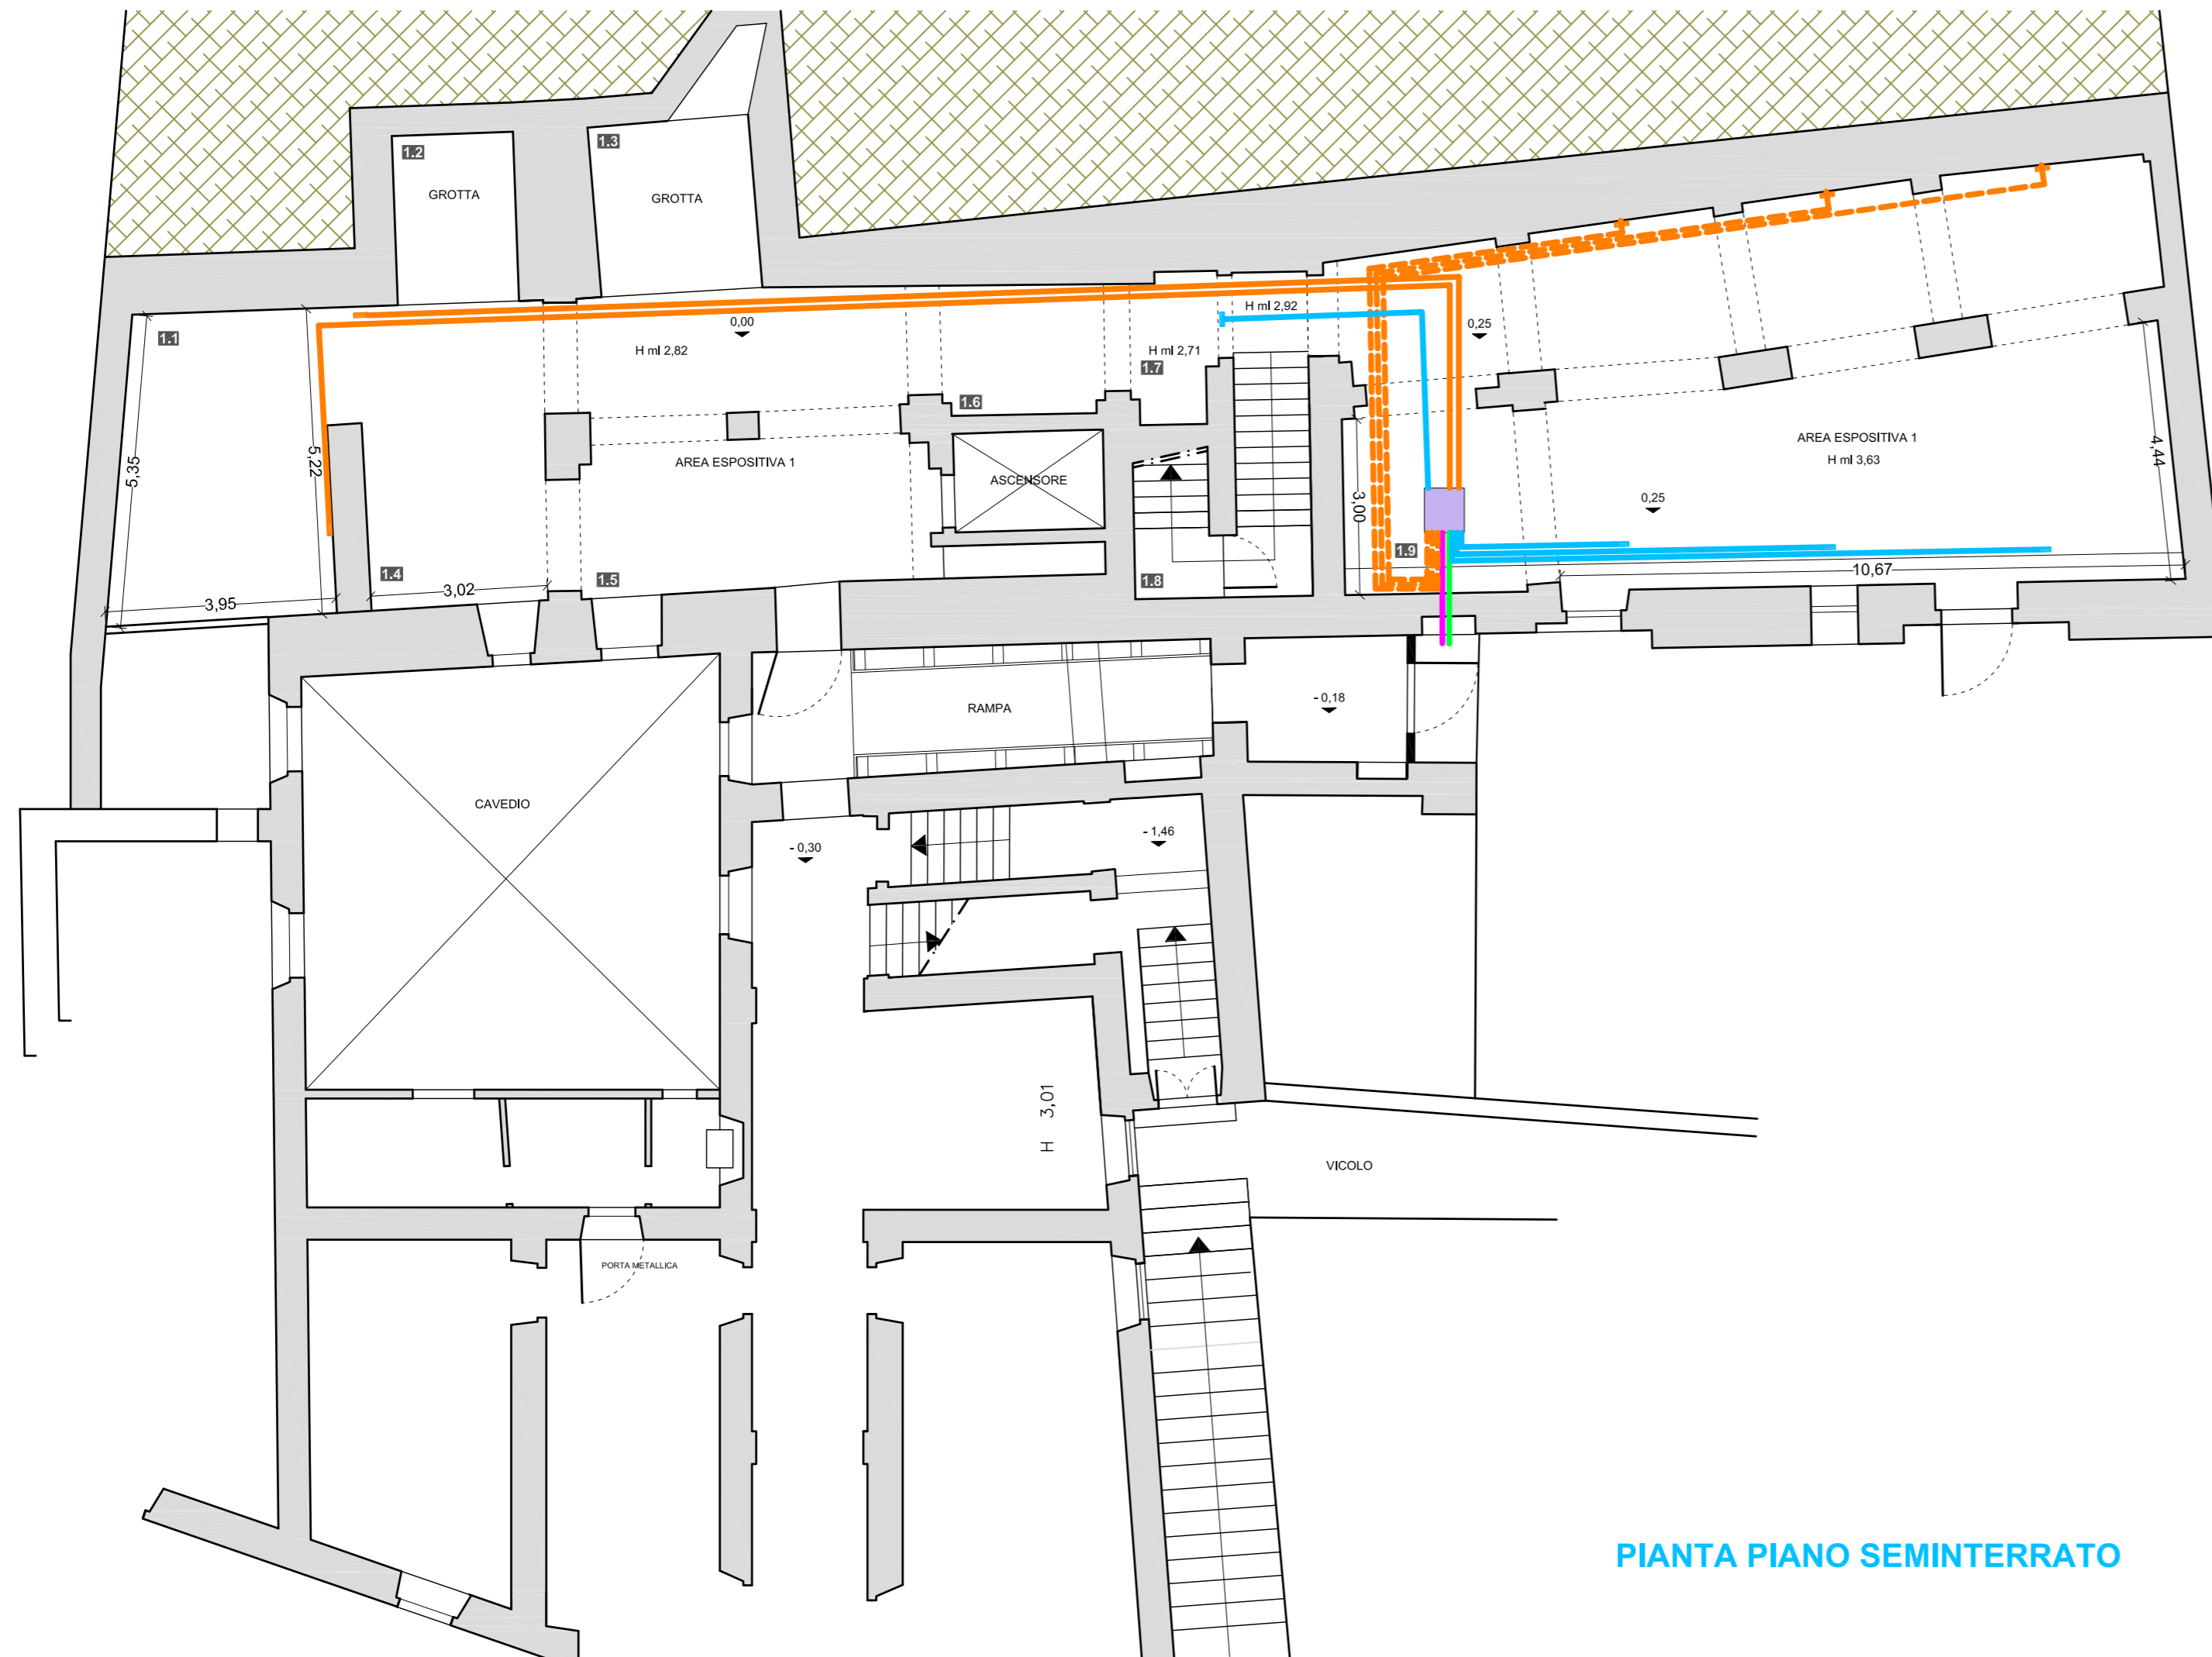 1.2
1.3
GROTTA
GROTTA
1.1
H ml 2,92
0,00
0,25
H ml 2,82
H ml 2,71
1.7
1.6
AREA ESPOSITIVA 1
H ml 3,63
4,44
5,35
5,22
AREA ESPOSITIVA 1
ASCENSORE
3,00
0,25
1.9
1.4
1.5
1.8
3,95
3,02
10,67
RAMPA
- 0,18
CAVEDIO
- 0,30
- 1,46
H 3,01
VICOLO
PORTA METALLICA
PIANTA PIANO SEMINTERRATO